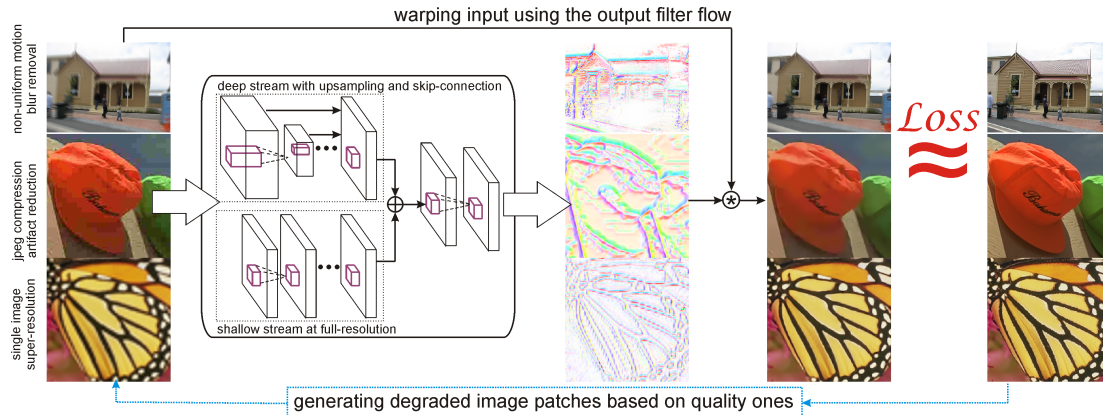 warping input using the output filter flow
non-uniform motion
blur removal
deep stream with upsampling and skip-connection
Loss
jpeg compression
artifact reduction
shallow stream at full-resolution
single image
super-resolution
generating degraded image patches based on quality ones